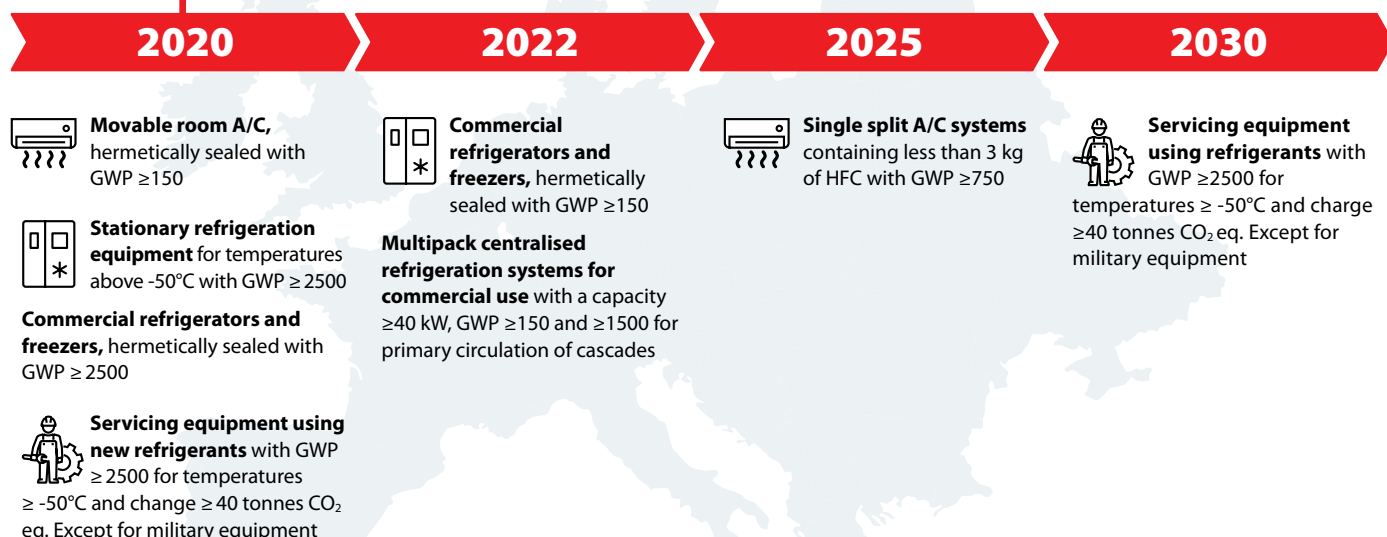 2020
Movable room A/C,
hermetically sealed with
GWP ≥150
Stationary refrigeration
equipment for temperatures
above -50°C with GWP ≥ 2500
Commercial refrigerators and
freezers, hermetically sealed with
GWP ≥ 2500
Servicing equipment using
new refrigerants with GWP
≥ 2500 for temperatures
≥ -50°C and change ≥ 40 tonnes CO₂
eq. Except for military equipment
2022
Commercial
refrigerators and
freezers, hermetically
sealed with GWP ≥150
Multipack centralised
refrigeration systems for
commercial use with a capacity
≥40 kW, GWP ≥150 and ≥1500 for
primary circulation of cascades
2025
Single split A/C systems
containing less than 3 kg
of HFC with GWP ≥750
2030
Servicing equipment
using refrigerants with
GWP ≥2500 for
temperatures ≥ -50°C and charge
≥40 tonnes CO₂ eq. Except for
military equipment